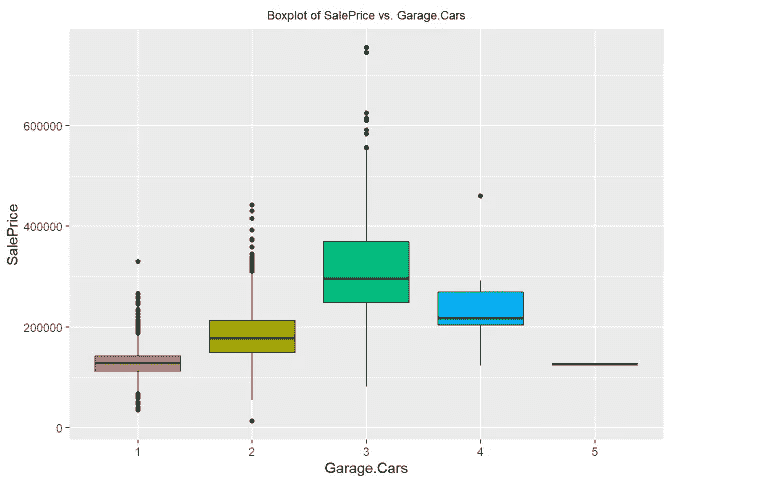 Boxplot of SalePrice vs. Garage.Cars
600000
400000
200000
0
SalePrice
1 2 3 4 5
Garage.Cars